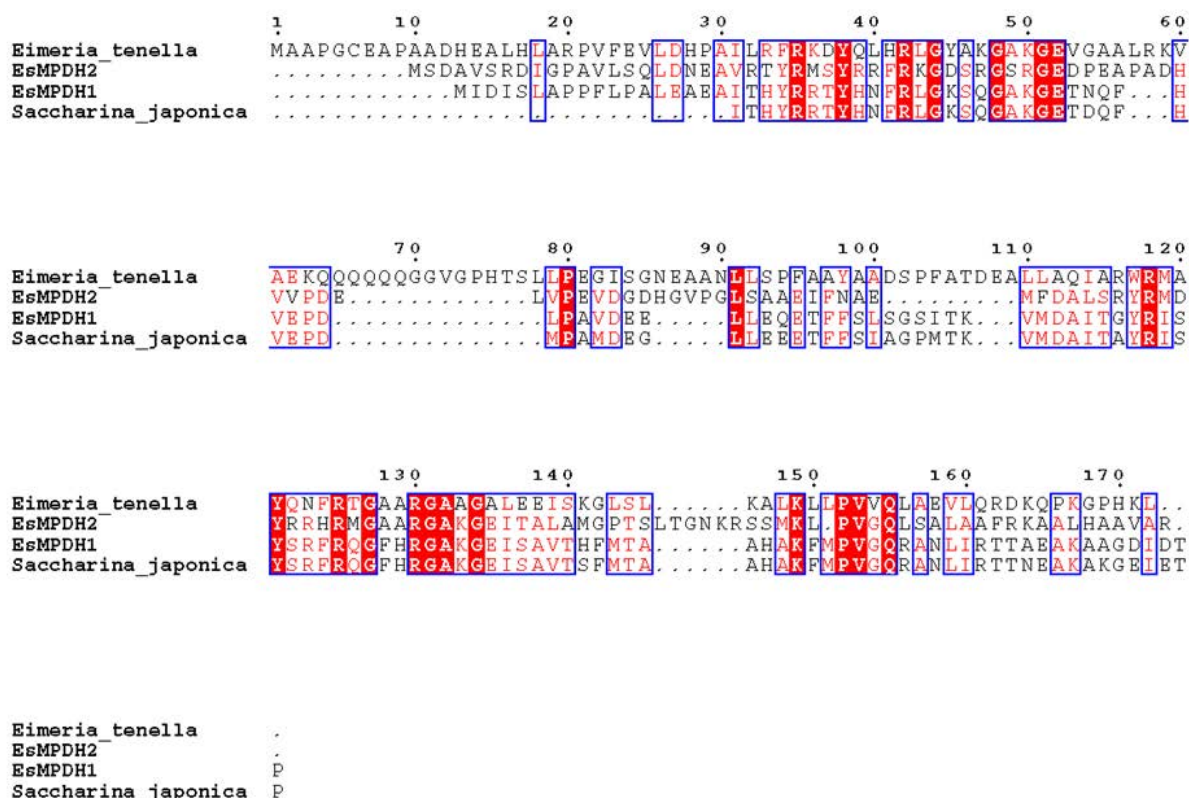 1 10 20 30 40 50 60
Eimeria_tenella MAAPGCEAPAADHEALHLARPVFEVLDHPAILRFRKDYQLHRLGYAKGAKGEVGAALRKV
EsMPDH2 .........MSDAVSRDIGPAVLSQLDNEAVRTYRMSYRRFRKGDSRGSRGEDPEAPADH
EsMPDH1 ............MIDISLAPPFLPALEAEAITHYRRTYHNFRLGKSQGAKGETNQF...H
Saccharina_japonica ..............................ITHYRRTYHNFRLGKSQGAKGETDQF...H
70 80 90 100 110 120
Eimeria_tenella AEKQQQQQQGGVGPHTSLLPEGISGNEAANLLSPFAAYAADSPFATDEALLAQIARWRMA
EsMPDH2 VVPDE............LVPEVDGDHGVPGLSAAEIFNAE.........MFDALSRYRMD
EsMPDH1 VEPD..............LPAVDEE.....LLEQETFFSLSGSITK...VMDAITGYRIS
Saccharina_japonica VEPD..............MPAMDEG.....LLEEETFFSIAGPMTK...VMDAITAYRIS
130 140 150 160 170
Eimeria_tenella YQNFRTGAARGAAGALEEISKGLSL......KALKLLPVVQLAEVLQRDKQPKGPHKL..
EsMPDH2 YRRHRMGAARGAKGEITALAMGPTSLTGNKRSSMKL.PVGQLSALAAFRKAALHAAVAR.
EsMPDH1 YSRFRQGFHRGAKGEISAVTHFMTA......AHAKFMPVGQRANLIRTTAEAKAAGDIDT
Saccharina_japonica YSRFRQGFHRGAKGEISAVTSFMTA......AHAKFMPVGQRANLIRTTNEAKAKGEIET
Eimeria_tenella .
EsMPDH2 .
EsMPDH1 P
Saccharina_japonica P